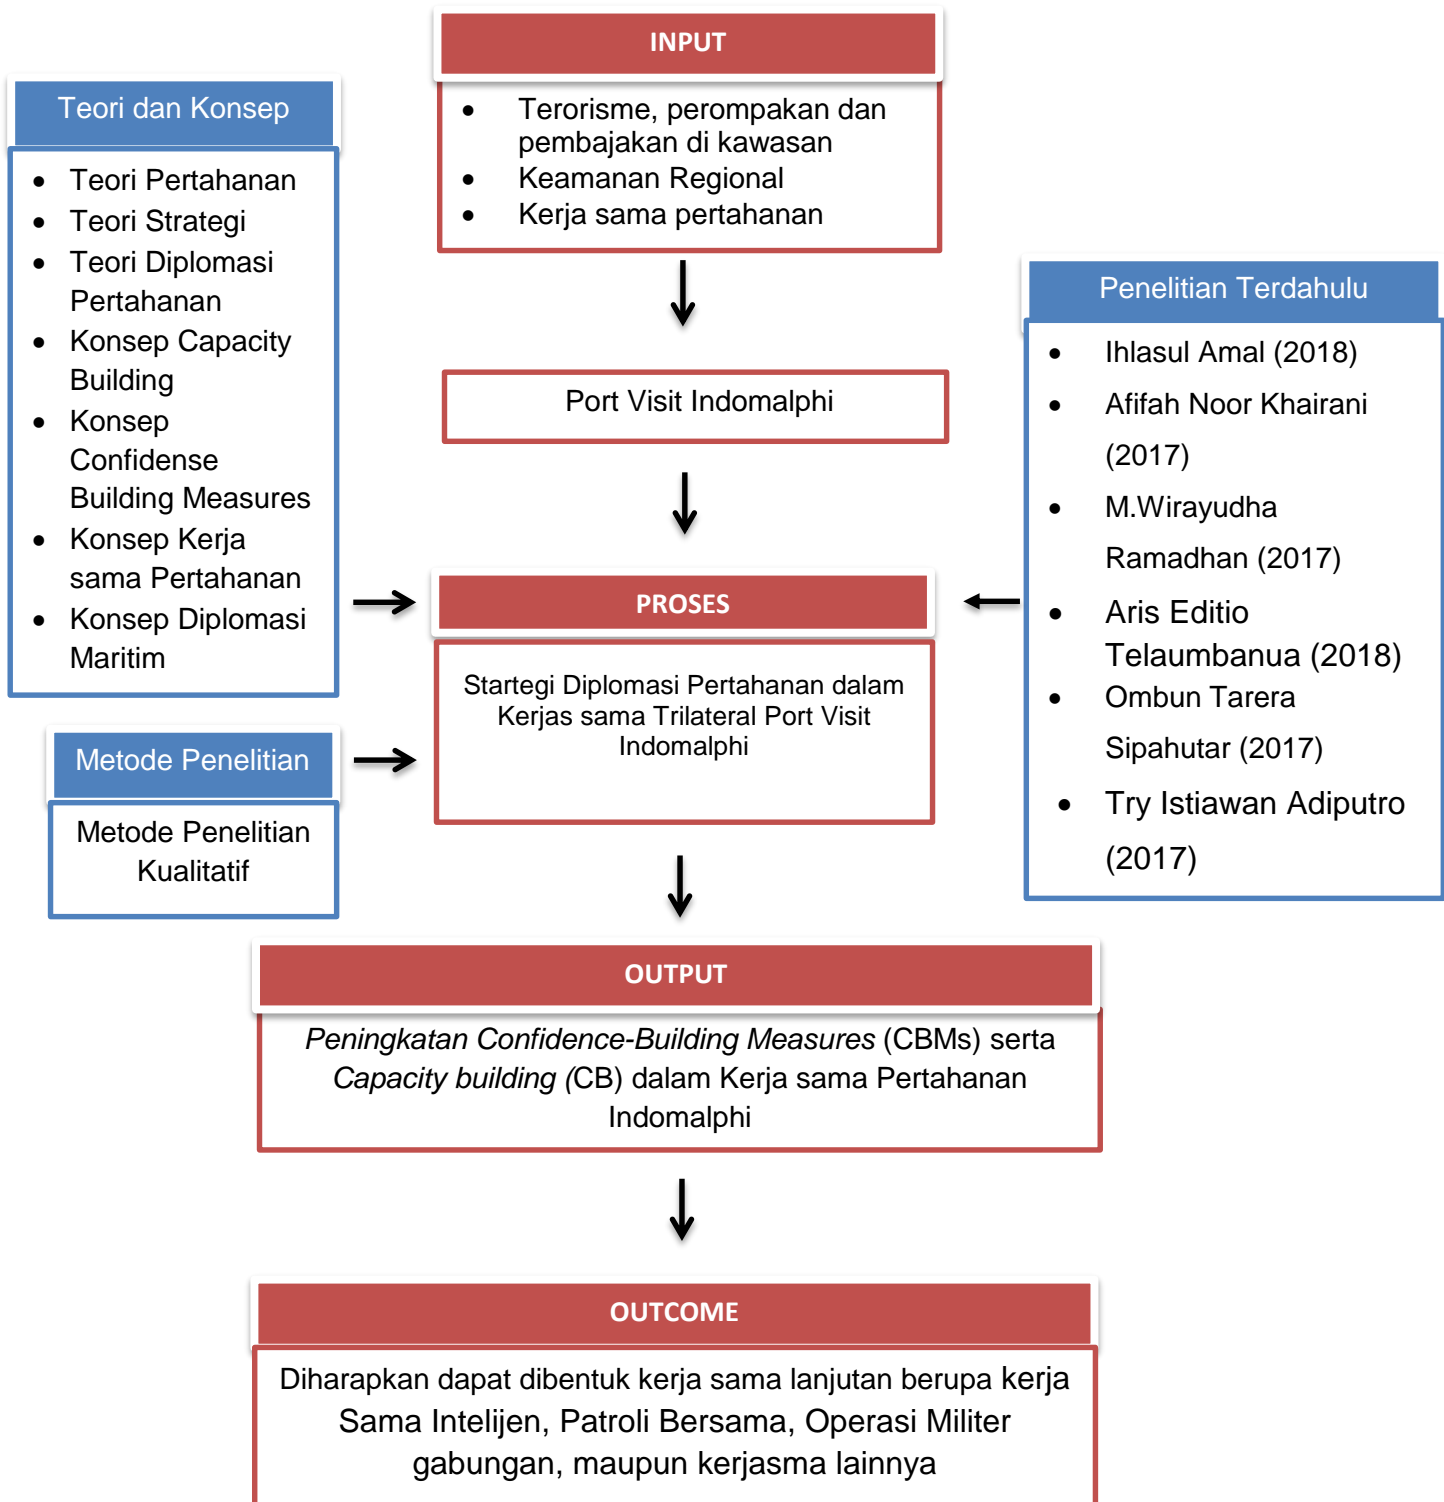 INPUT
Terorisme, perompakan dan
pembajakan di kawasan
Keamanan Regional
Kerja sama pertahanan
Teori dan Konsep
Teori Pertahanan
Teori Strategi
Teori Diplomasi
Pertahanan
Konsep Capacity
Building
Konsep
Confidense
Building Measures
Konsep Kerja
sama Pertahanan
Konsep Diplomasi
Maritim
Port Visit Indomalphi
Penelitian Terdahulu
Ihlasul Amal (2018)
Afifah Noor Khairani
(2017)
M.Wirayudha
Ramadhan (2017)
Aris Editio
Telaumbanua (2018)
Ombun Tarera
Sipahutar (2017)
Try Istiawan Adiputro
(2017)
PROSES
Startegi Diplomasi Pertahanan dalam
Kerjas sama Trilateral Port Visit
Indomalphi
Metode Penelitian
Metode Penelitian
Kualitatif
OUTPUT
Peningkatan Confidence-Building Measures (CBMs) serta
Capacity building (CB) dalam Kerja sama Pertahanan
Indomalphi
OUTCOME
Diharapkan dapat dibentuk kerja sama lanjutan berupa kerja
Sama Intelijen, Patroli Bersama, Operasi Militer
gabungan, maupun kerjasma lainnya